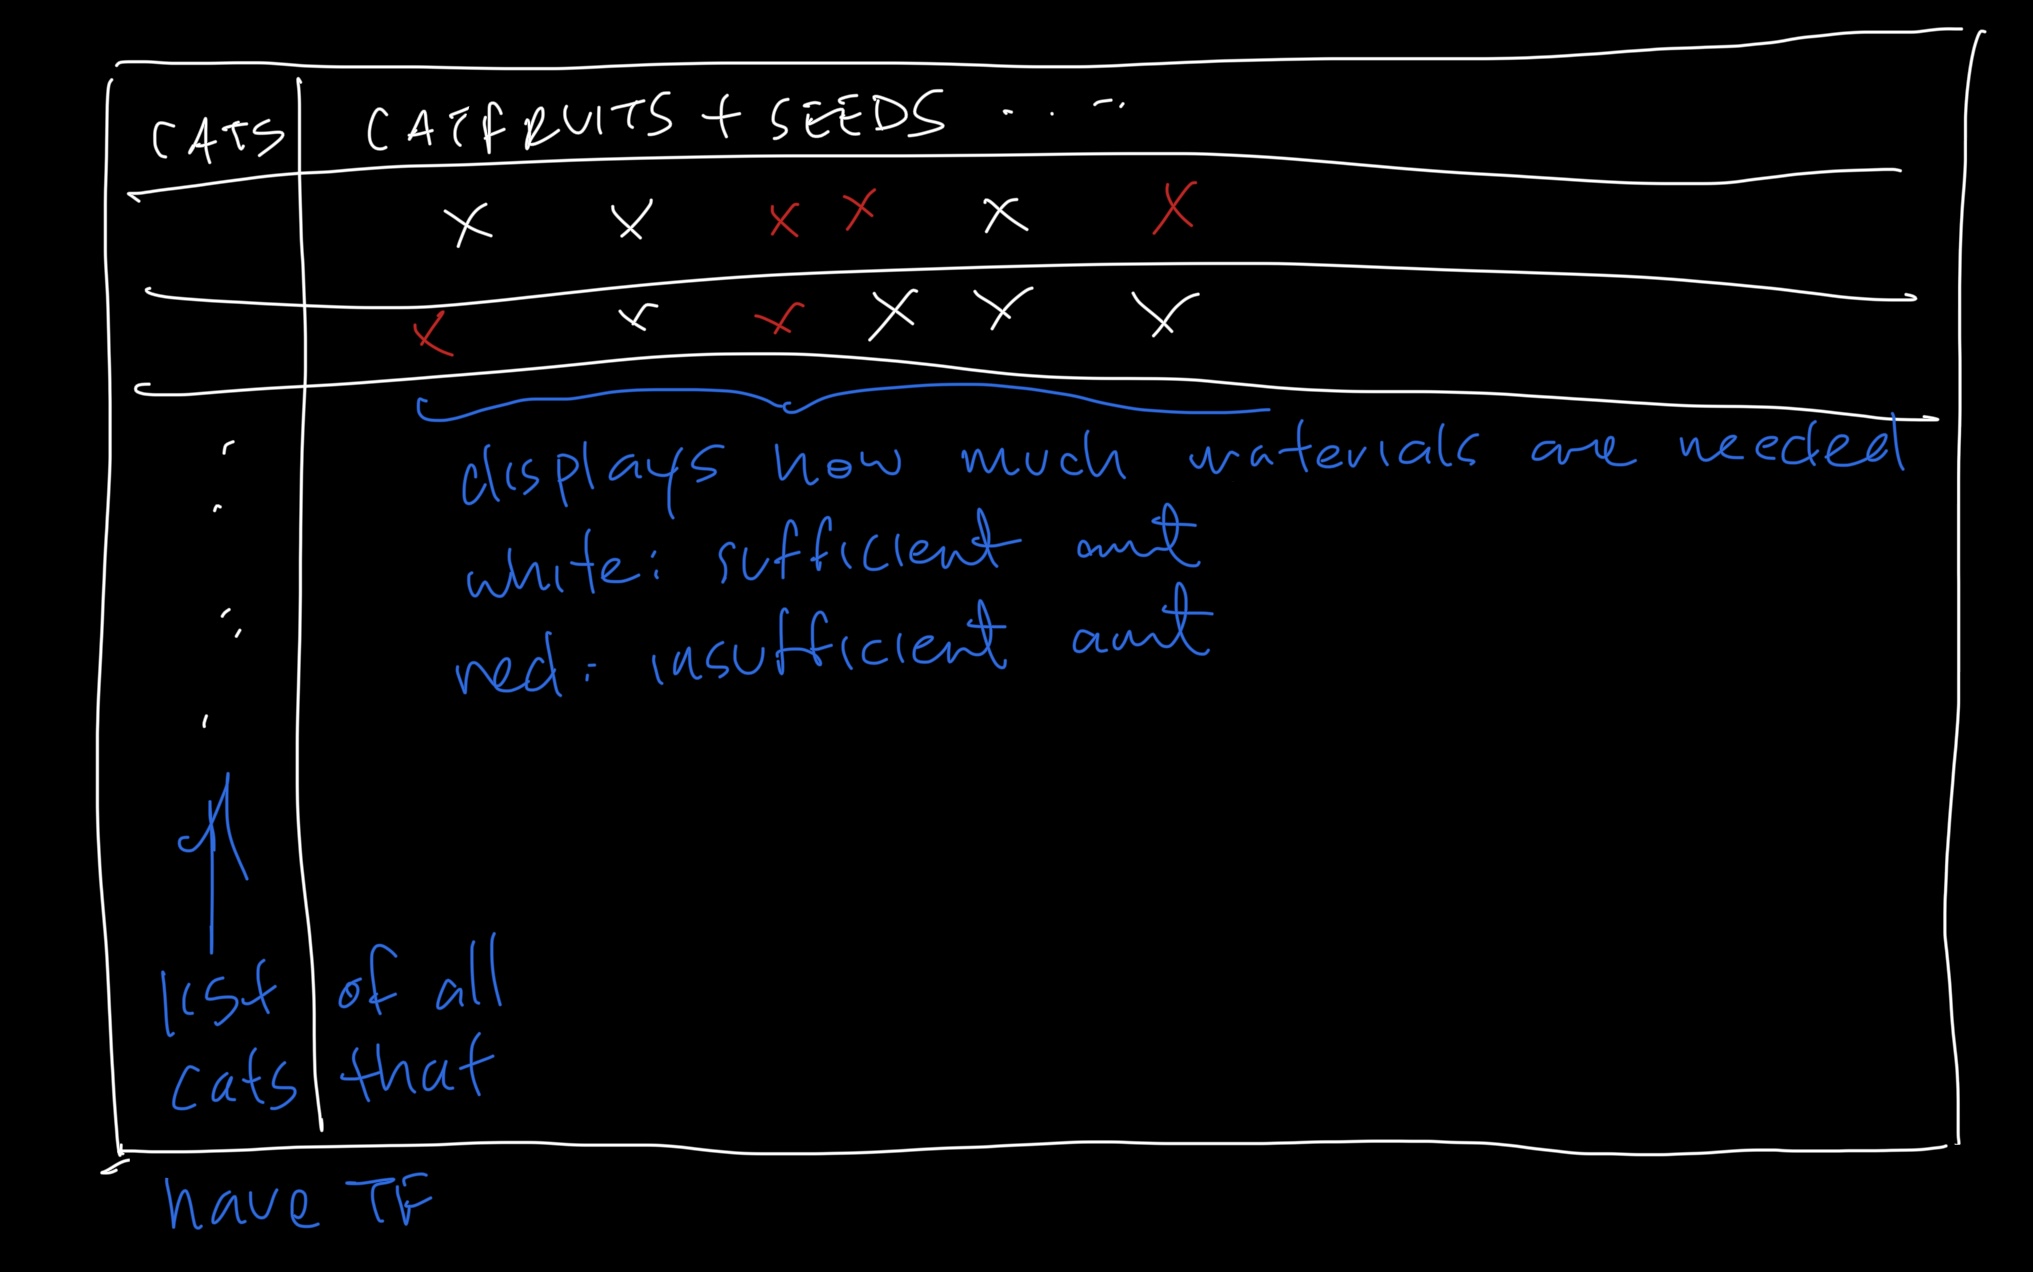 CATS CATFRUITS + SEEDS . . . .
X X X X X X
X X X X X X
displays how much materials are needed
white: sufficient amt
red: insufficient amt
list of all
cats that
have TF